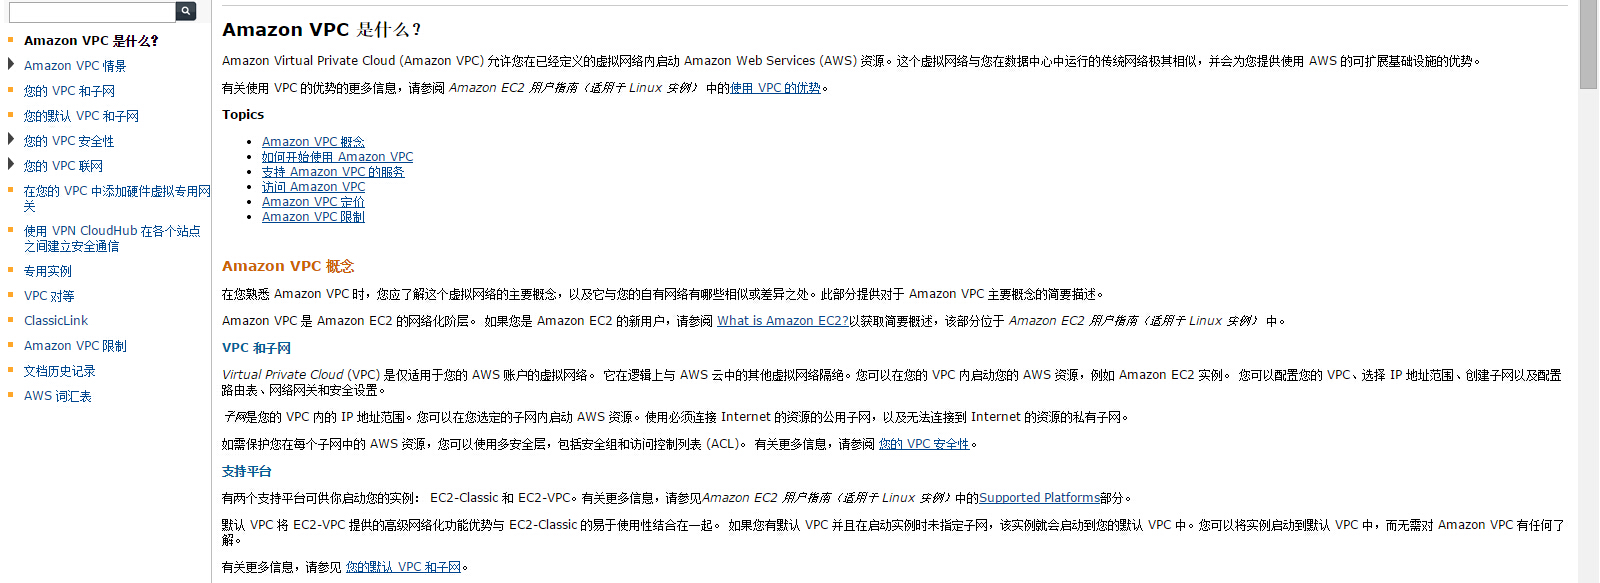 Amazon VPC 是什么?
Amazon VPC 情景
您的 VPC 和子网
您的默认 VPC 和子网
您的 VPC 安全性
您的 VPC 联网
在您的 VPC 中添加硬件虚拟专用网
关
使用 VPN CloudHub 在各个站点
之间建立安全通信
专用实例
VPC 对等
ClassicLink
Amazon VPC 限制
文档历史记录
AWS 词汇表
Amazon VPC 是什么?
Amazon Virtual Private Cloud (Amazon VPC) 允许您在已经定义的虚拟网络内启动 Amazon Web Services (AWS) 资源。这个虚拟网络与您在数据中心中运行的传统网络极其相似，并会为您提供使用 AWS 的可扩展基础设施的优势。
有关使用 VPC 的优势的更多信息，请参阅 Amazon EC2 用户指南（适用于 Linux 实例） 中的使用 VPC 的优势。
Topics
Amazon VPC 概念
如何开始使用 Amazon VPC
支持 Amazon VPC 的服务
访问 Amazon VPC
Amazon VPC 定价
Amazon VPC 限制
Amazon VPC 概念
在您熟悉 Amazon VPC 时，您应了解这个虚拟网络的主要概念，以及它与您的自有网络有哪些相似或差异之处。此部分提供对于 Amazon VPC 主要概念的简要描述。
Amazon VPC 是 Amazon EC2 的网络化阶层。 如果您是 Amazon EC2 的新用户，请参阅 What is Amazon EC2?以获取简要概述，该部分位于 Amazon EC2 用户指南（适用于 Linux 实例） 中。
VPC 和子网
Virtual Private Cloud (VPC) 是仅适用于您的 AWS 账户的虚拟网络。 它在逻辑上与 AWS 云中的其他虚拟网络隔绝。您可以在您的 VPC 内启动您的 AWS 资源，例如 Amazon EC2 实例。 您可以配置您的 VPC、选择 IP 地址范围、创建子网以及配置
路由表、网络网关和安全设置。
子网是您的 VPC 内的 IP 地址范围。您可以在您选定的子网内启动 AWS 资源。使用必须连接 Internet 的资源的公用子网，以及无法连接到 Internet 的资源的私有子网。
如需保护您在每个子网中的 AWS 资源，您可以使用多安全层，包括安全组和访问控制列表 (ACL)。 有关更多信息，请参阅 您的 VPC 安全性。
支持平台
有两个支持平台可供你启动您的实例： EC2-Classic 和 EC2-VPC。有关更多信息，请参见Amazon EC2 用户指南（适用于 Linux 实例）中的Supported Platforms部分。
默认 VPC 将 EC2-VPC 提供的高级网络化功能优势与 EC2-Classic 的易于使用性结合在一起。 如果您有默认 VPC 并且在启动实例时未指定子网，该实例就会启动到您的默认 VPC 中。您可以将实例启动到默认 VPC 中，而无需对 Amazon VPC 有任何了
解。
有关更多信息，请参见 您的默认 VPC 和子网。